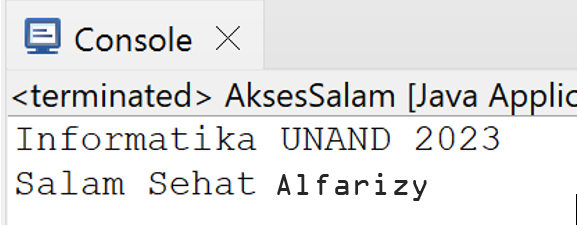 Console
<terminated> AksesSalam [Java Applic
Informatika UNAND 2023
Salam Sehat Alfarizy